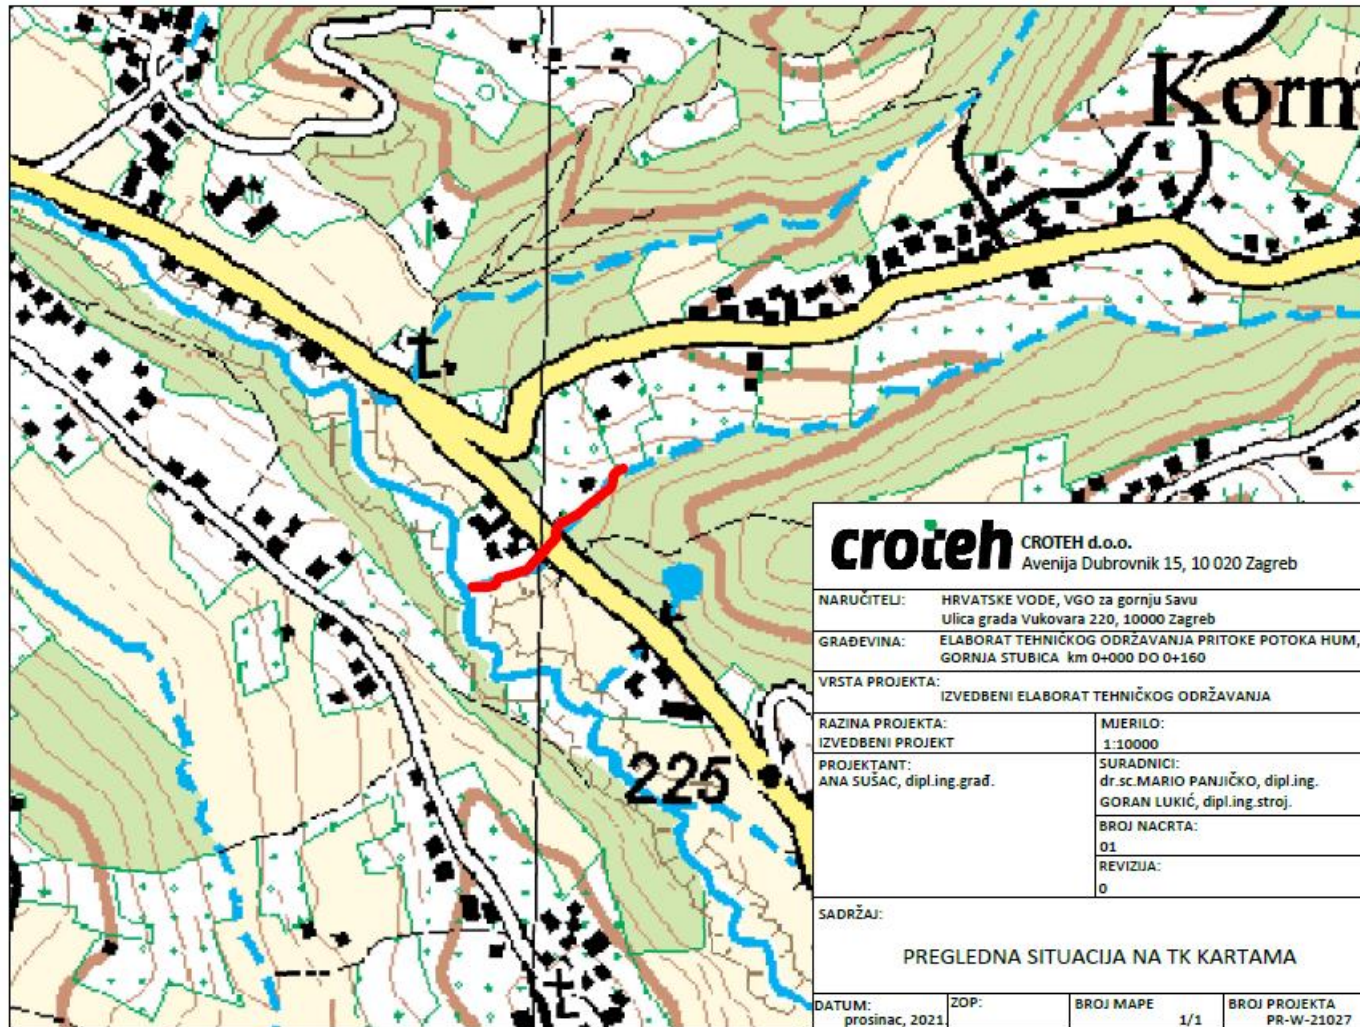 Korm
225
croteh CROTEH d.o.o.
Avenija Dubrovnik 15, 10 020 Zagreb
NARUČITELJ: HRVATSKE VODE, VGO za gornju Savu
Ulica grada Vukovara 220, 10000 Zagreb
GRAĐEVINA: ELABORAT TEHNIČKOG ODRŽAVANJA PRITOKE POTOKA HUM,
GORNJA STUBICA km 0+000 DO 0+160
VRSTA PROJEKTA:
IZVEDBENI ELABORAT TEHNIČKOG ODRŽAVANJA
RAZINA PROJEKTA:
IZVEDBENI PROJEKT
MJERILO:
1:10000
PROJEKTANT:
ANA SUŠAC, dipl.ing.građ.
SURADNICI:
dr.sc.MARIO PANJIČKO, dipl.ing.
GORAN LUKIĆ, dipl.ing.stroj.
BROJ NACRTA:
01
REVIZIJA:
0
SADRŽAJ:
PREGLEDNA SITUACIJA NA TK KARTAMA
DATUM:
prosinac, 2021.
ZOP:
BROJ MAPE
1/1
BROJ PROJEKTA
PR-W-21027